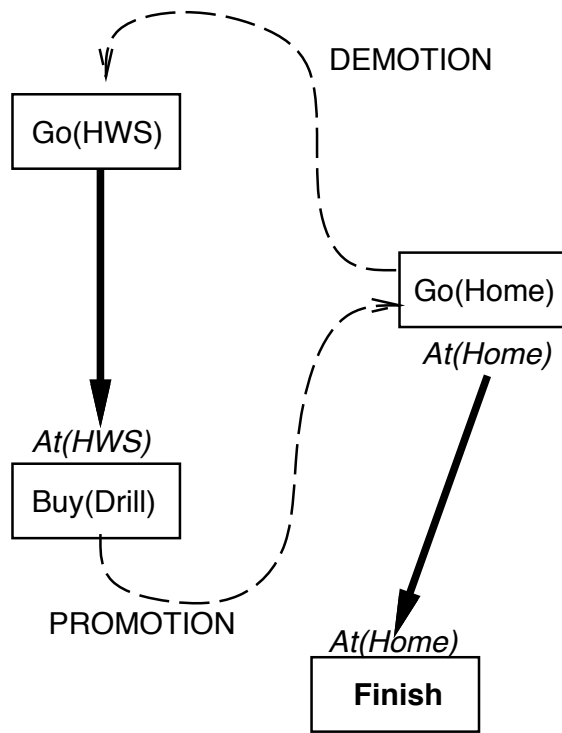 DEMOTION
Go(HWS)
Go(Home)
At(Home)
At(HWS)
Buy(Drill)
PROMOTION
At(Home)
Finish